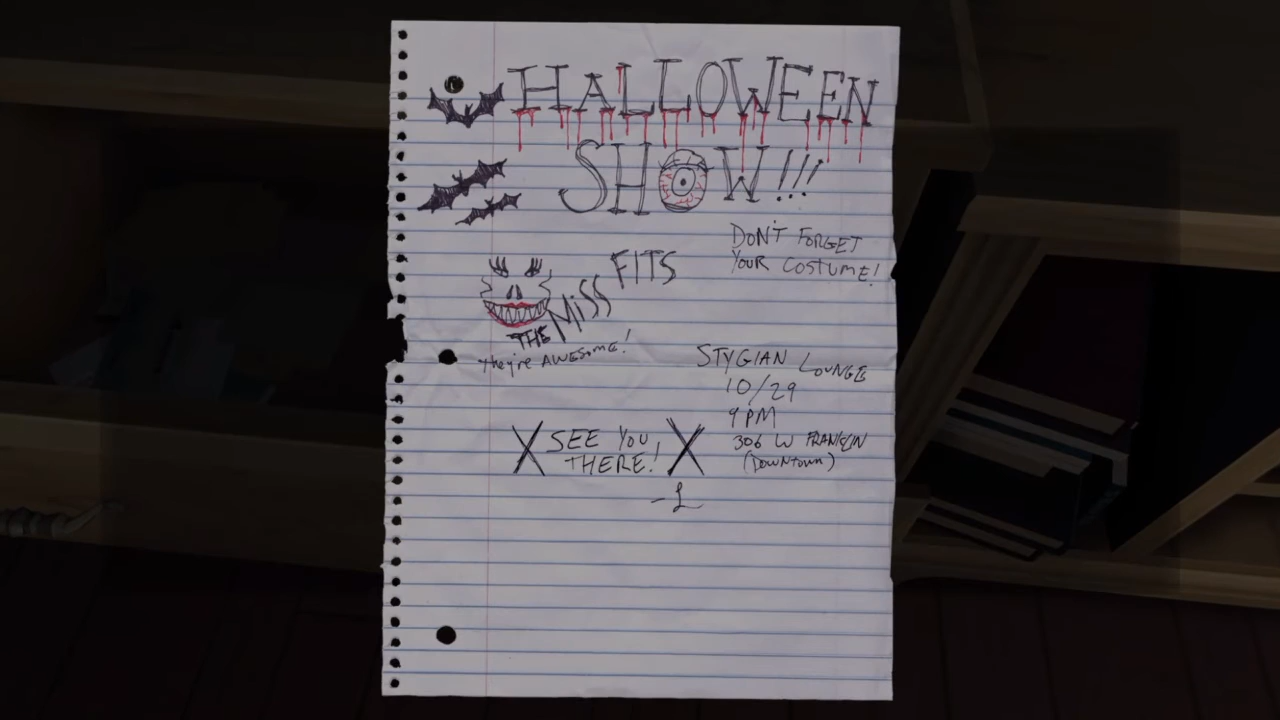 HALLOWEEN
SHOW!!!
DON'T FORGET
YOUR COSTUME!
THE MISS FITS
They're AWESOME!
STYGIAN LOUNGE
10/29
9PM
306 W FRANKLIN
(DOWNTOWN)
X SEE YOU X
THERE!
-L